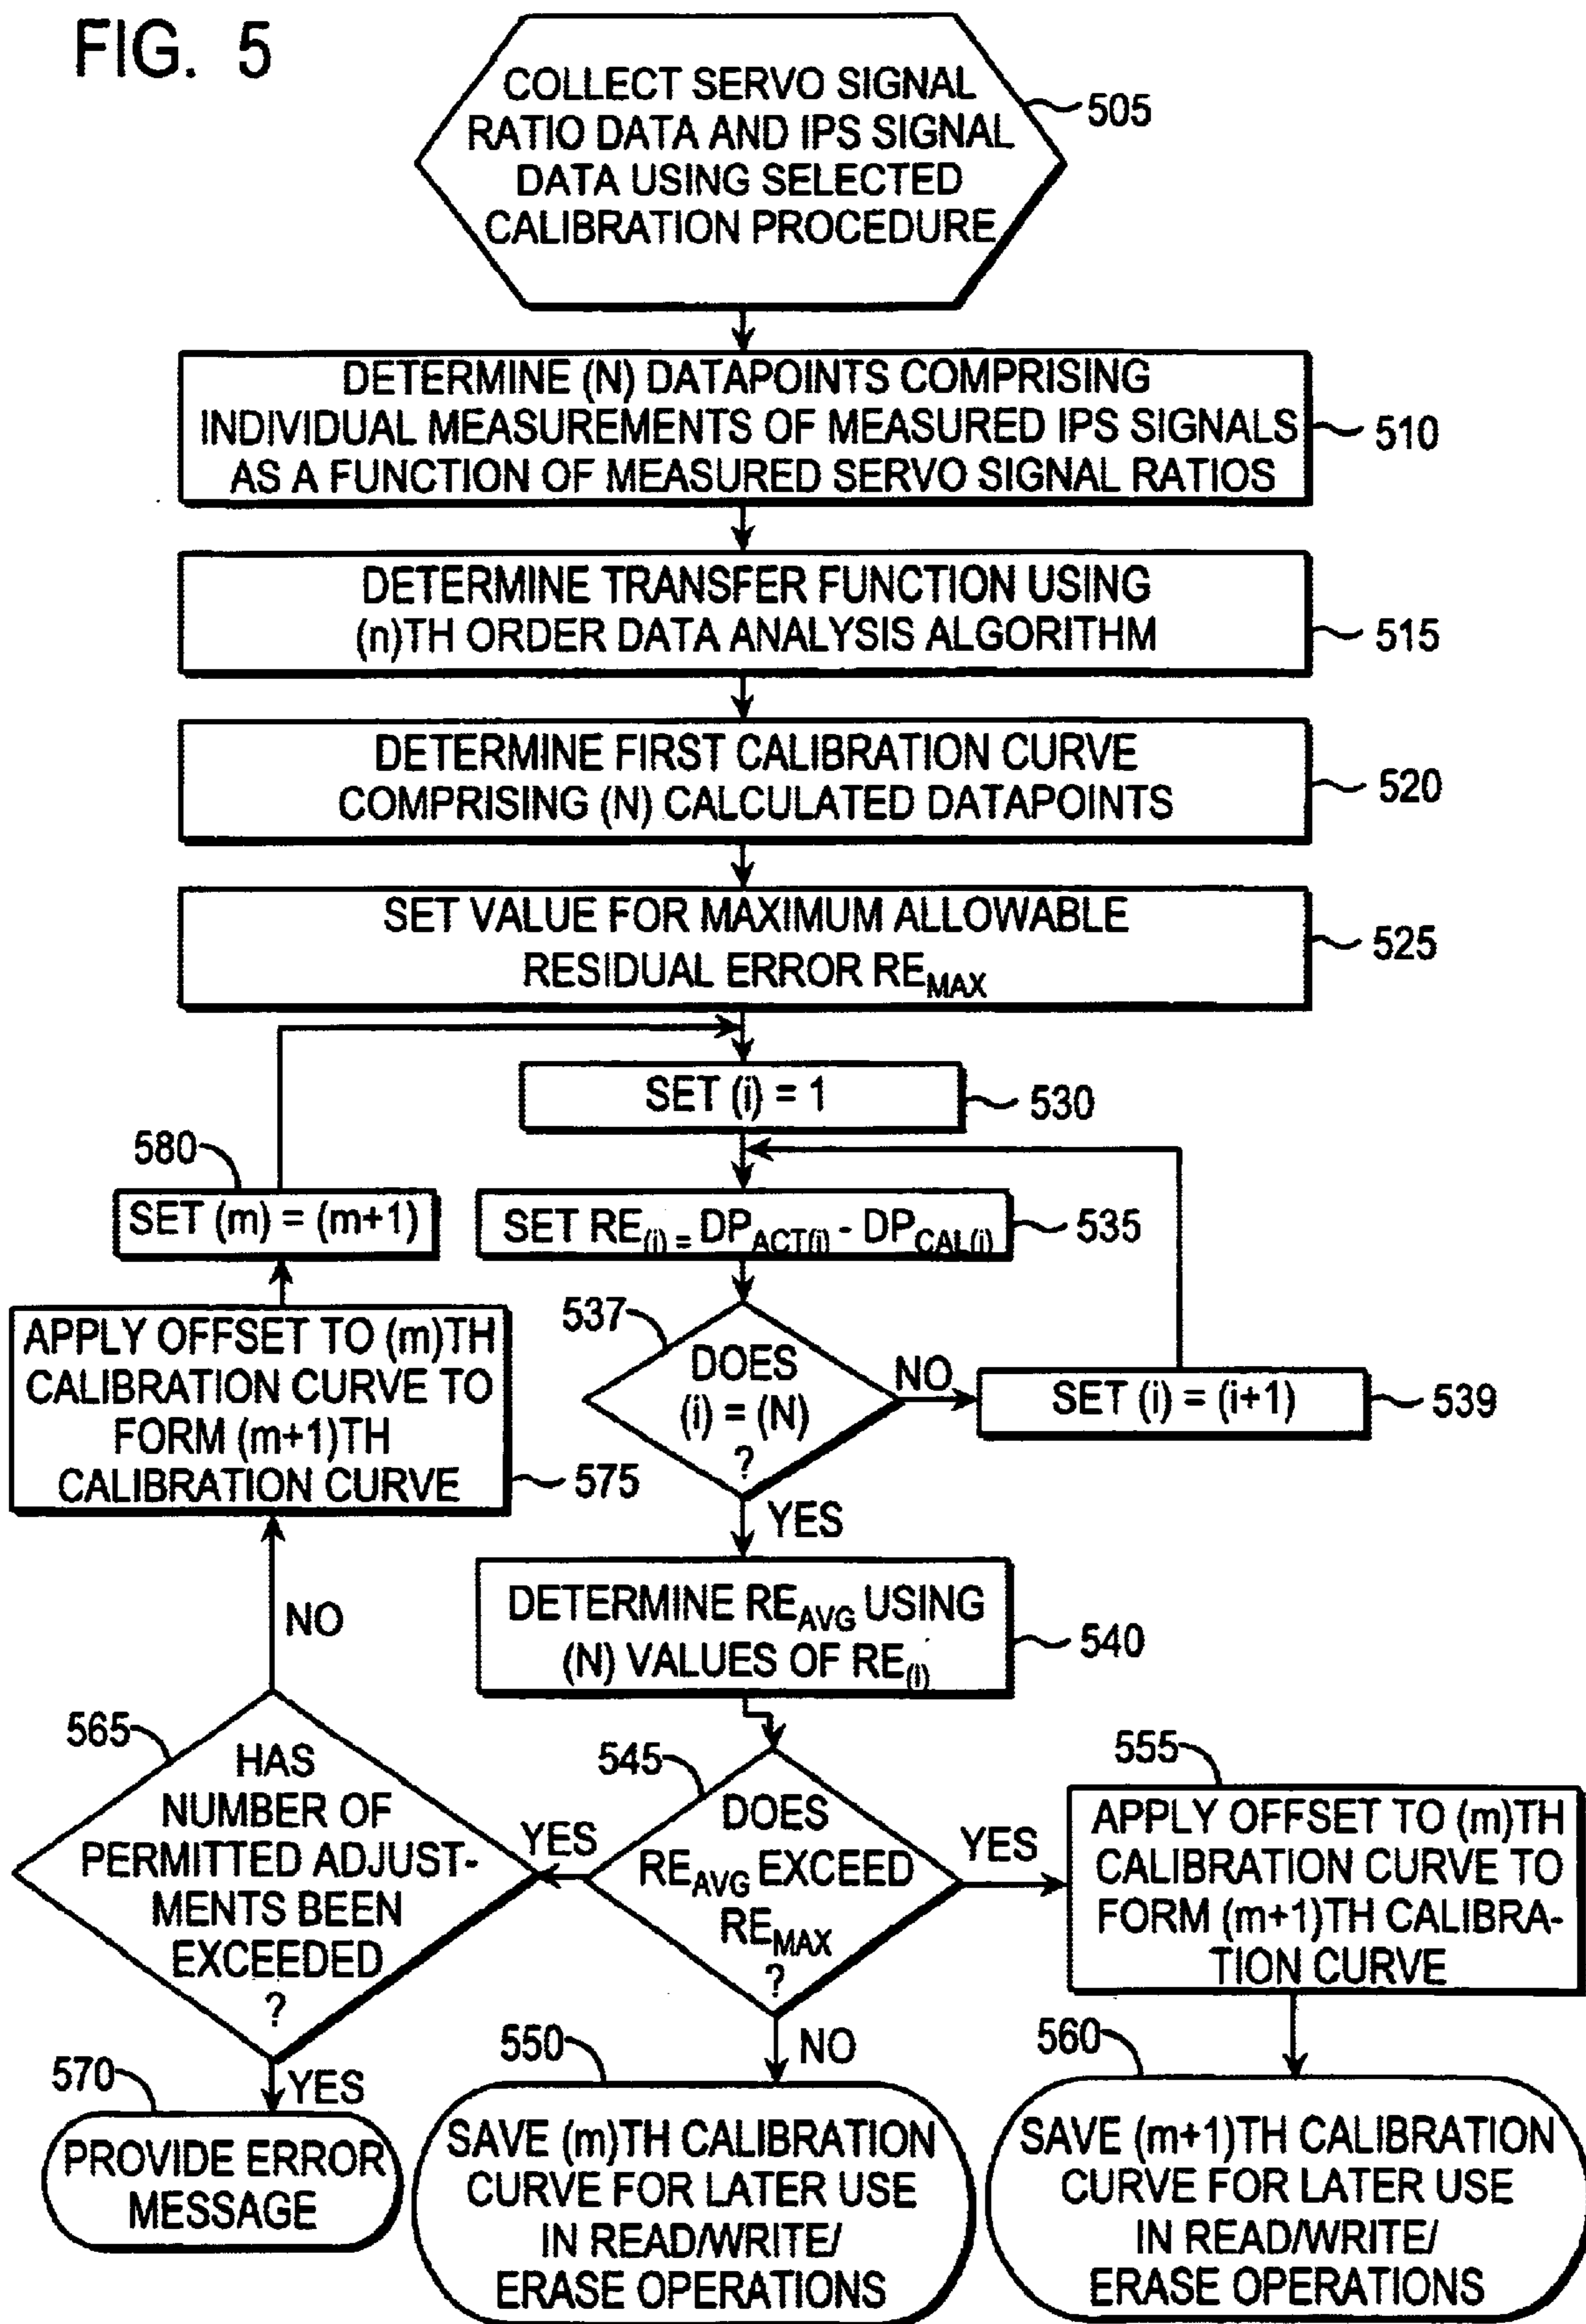 FIG. 5
COLLECT SERVO SIGNAL
RATIO DATA AND IPS SIGNAL
DATA USING SELECTED
CALIBRATION PROCEDURE
505
DETERMINE (N) DATAPOINTS COMPRISING
INDIVIDUAL MEASUREMENTS OF MEASURED IPS SIGNALS
AS A FUNCTION OF MEASURED SERVO SIGNAL RATIOS
510
DETERMINE TRANSFER FUNCTION USING
(n)TH ORDER DATA ANALYSIS ALGORITHM
515
DETERMINE FIRST CALIBRATION CURVE
COMPRISING (N) CALCULATED DATAPOINTS
520
SET VALUE FOR MAXIMUM ALLOWABLE
RESIDUAL ERROR RE_MAX
525
SET (i) = 1
530
580
SET (m) = (m+1)
SET RE_(i) = DP_ACT(i) - DP_CAL(i)
535
APPLY OFFSET TO (m)TH
CALIBRATION CURVE TO
FORM (m+1)TH
CALIBRATION CURVE
575
537
DOES
(i) = (N)
?
NO
SET (i) = (i+1)
539
YES
NO
DETERMINE RE_AVG USING
(N) VALUES OF RE_(i)
540
565
HAS
NUMBER OF
PERMITTED ADJUST-
MENTS BEEN
EXCEEDED
?
YES
545
DOES
RE_AVG EXCEED
RE_MAX
?
YES
555
APPLY OFFSET TO (m)TH
CALIBRATION CURVE TO
FORM (m+1)TH CALIBRA-
TION CURVE
570
YES
PROVIDE ERROR
MESSAGE
550
NO
SAVE (m)TH CALIBRATION
CURVE FOR LATER USE
IN READ/WRITE/
ERASE OPERATIONS
560
SAVE (m+1)TH CALIBRATION
CURVE FOR LATER USE
IN READ/WRITE/
ERASE OPERATIONS